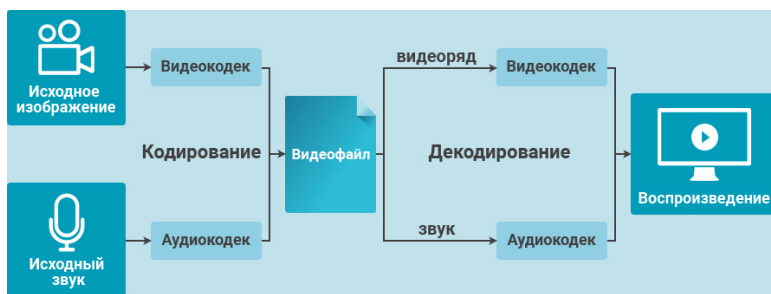 Исходное
изображение
Видеокодек
Кодирование
Исходный
звук
Аудиокодек
Видеофайл
видеоряд
Видеокодек
Декодирование
звук
Аудиокодек
Воспроизведение